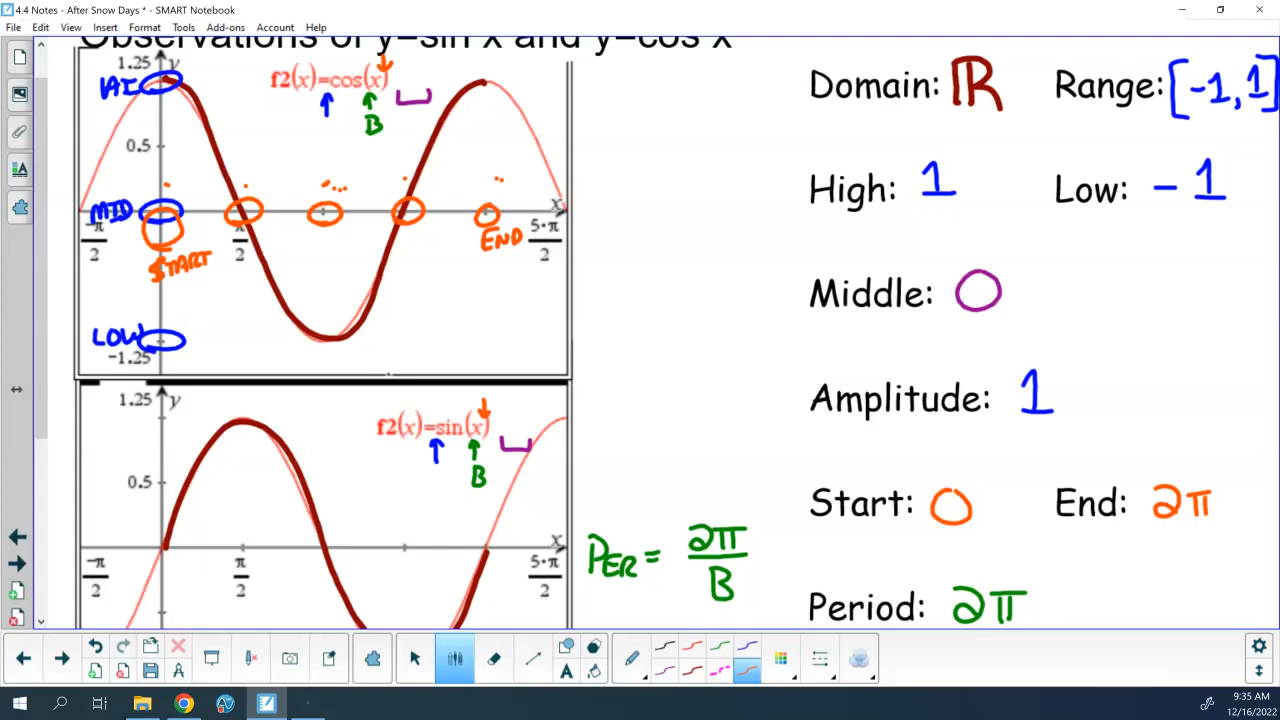 4.4 Notes - After Snow Days * - SMART Notebook
File Edit View Insert Format Tools Add-ons Account Help
Observations of y=sin x and y=cos x
1.25 y
HI
f2(x)=cos(x)
B
0.5
MID
START
END
x
-π/2
π/2
5·π/2
LOW
-1.25
1.25 y
f2(x)=sin(x)
B
0.5
x
-π/2
π/2
5·π/2
PER = 2π/B
Domain: ℝ Range: [-1, 1]
High: 1 Low: -1
Middle: 0
Amplitude: 1
Start: 0 End: 2π
Period: 2π
9:35 AM
12/16/2022